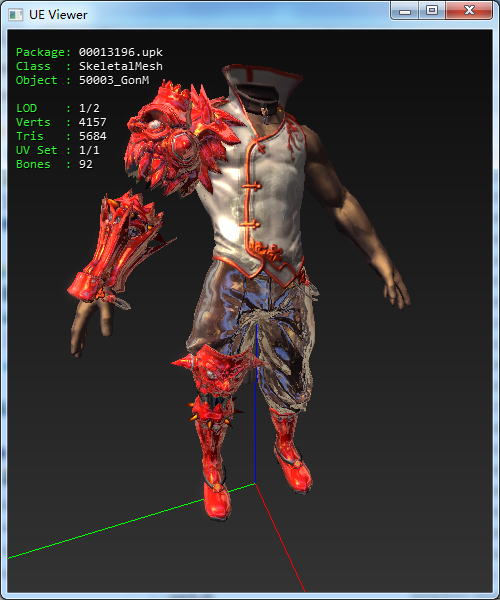 UE Viewer
Package: 00013196.upk
Class  : SkeletalMesh
Object : 50003_GonM
LOD    : 1/2
Verts  : 4157
Tris   : 5684
UV Set : 1/1
Bones  : 92